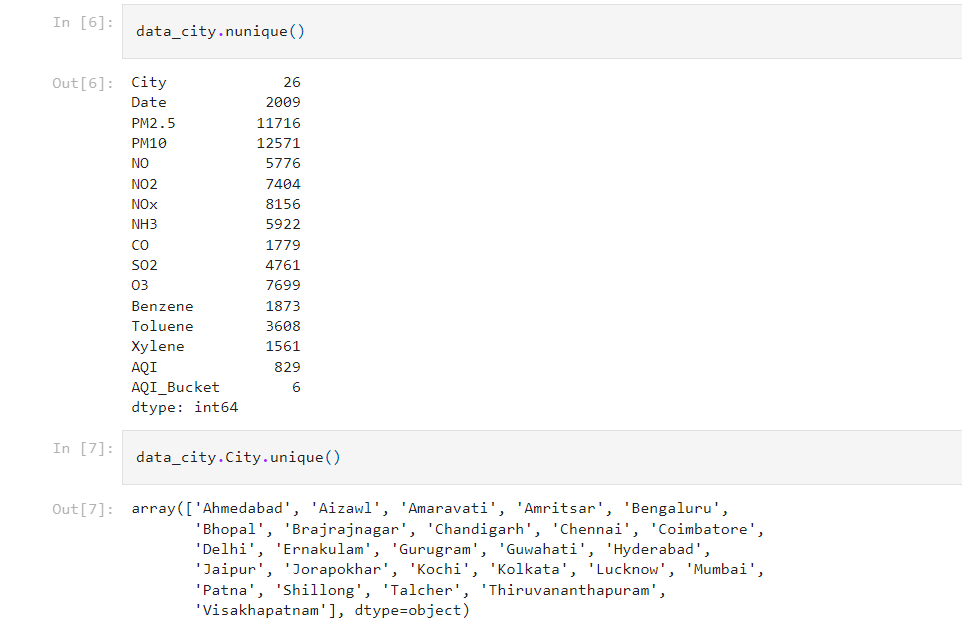 In [6]: data_city.nunique()
Out[6]: City 26
Date 2009
PM2.5 11716
PM10 12571
NO 5776
NO2 7404
NOx 8156
NH3 5922
CO 1779
SO2 4761
O3 7699
Benzene 1873
Toluene 3608
Xylene 1561
AQI 829
AQI_Bucket 6
dtype: int64
In [7]: data_city.City.unique()
Out[7]: array(['Ahmedabad', 'Aizawl', 'Amaravati', 'Amritsar', 'Bengaluru',
'Bhopal', 'Brajrajnagar', 'Chandigarh', 'Chennai', 'Coimbatore',
'Delhi', 'Ernakulam', 'Gurugram', 'Guwahati', 'Hyderabad',
'Jaipur', 'Jorapokhar', 'Kochi', 'Kolkata', 'Lucknow', 'Mumbai',
'Patna', 'Shillong', 'Talcher', 'Thiruvananthapuram',
'Visakhapatnam'], dtype=object)